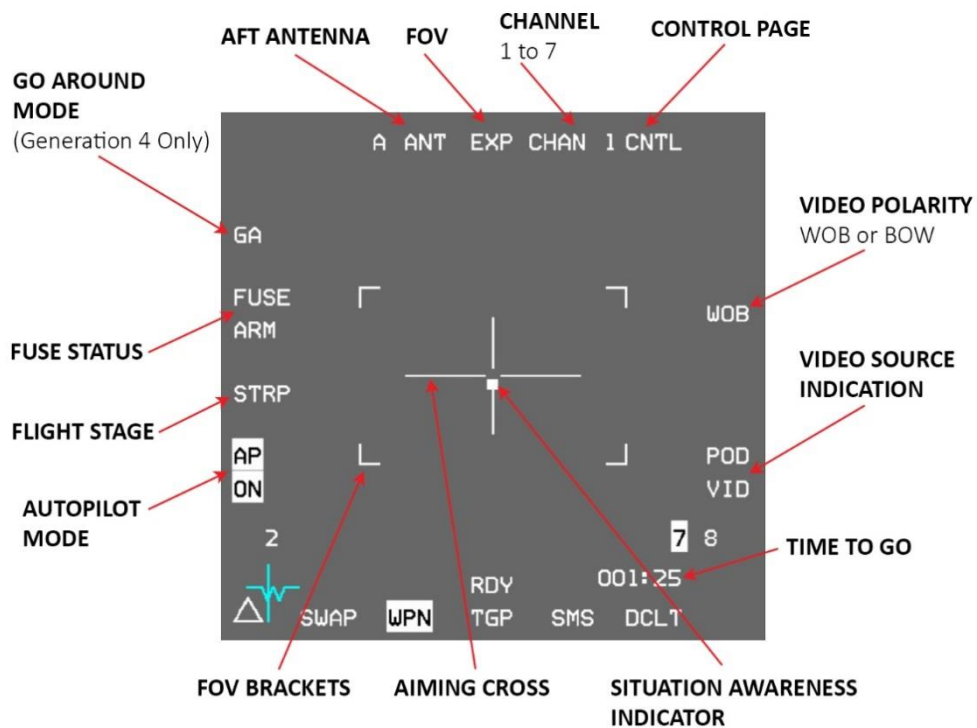 AFT ANTENNA
FOV
CHANNEL
1 to 7
CONTROL PAGE
GO AROUND
MODE
(Generation 4 Only)
A ANT EXP CHAN 1 CNTL
VIDEO POLARITY
WOB or BOW
GA
FUSE
ARM
WOB
FUSE STATUS
VIDEO SOURCE
INDICATION
STRP
FLIGHT STAGE
AP
ON
POD
VID
AUTOPILOT
MODE
2
7 8
TIME TO GO
RDY
001:25
SWAP WPN TGP SMS DCLT
FOV BRACKETS
AIMING CROSS
SITUATION AWARENESS
INDICATOR